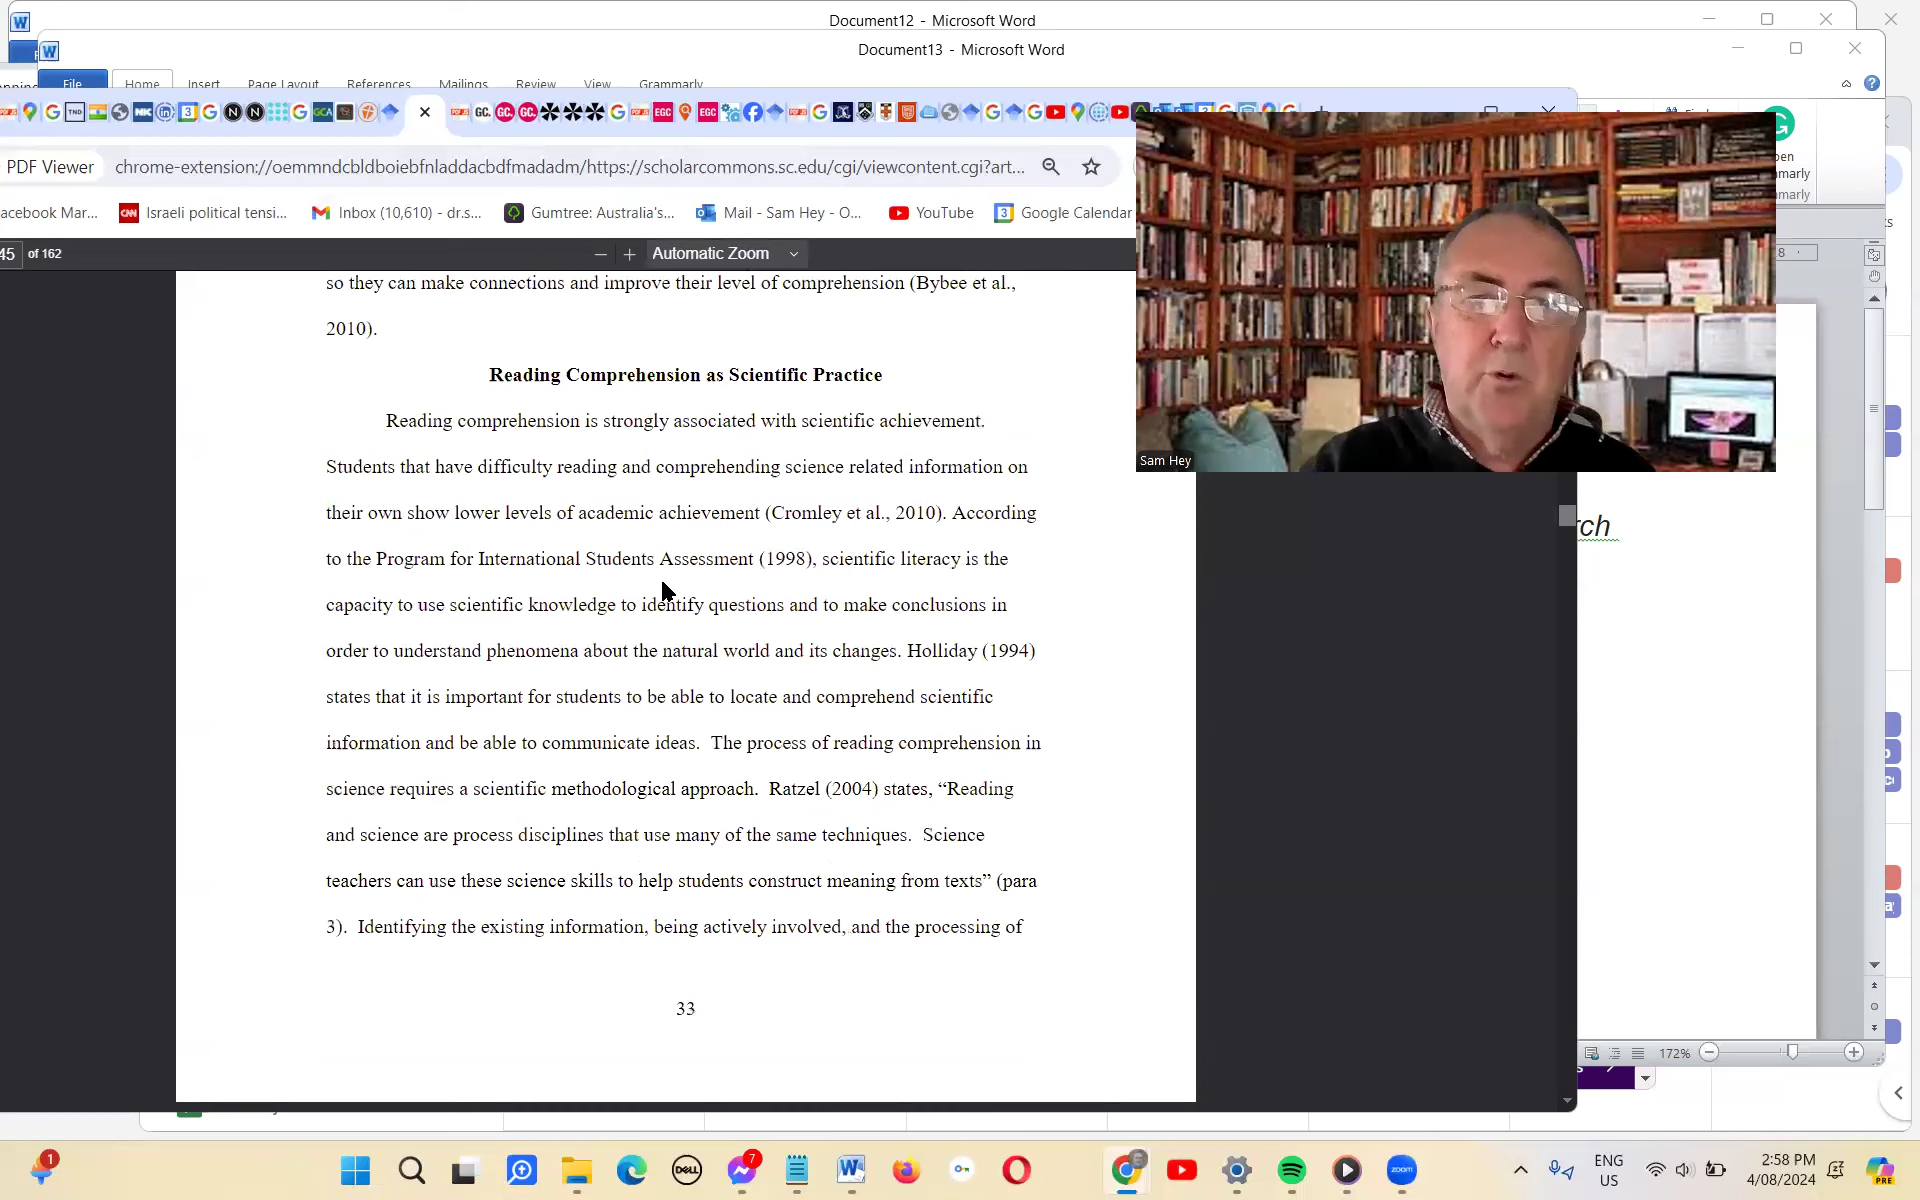 Document12 - Microsoft Word
Document13 - Microsoft Word
File Home Insert Page Layout References Mailings Review View Grammarly
PDF Viewer chrome-extension://oemmndcbldboiebfnladdacbdfmadadm/https://scholarcommons.sc.edu/cgi/viewcontent.cgi?art...
acebook Mar... Israeli political tensi... Inbox (10,610) - dr.s... Gumtree: Australia's... Mail - Sam Hey - O... YouTube Google Calendar
45 of 162 Automatic Zoom
so they can make connections and improve their level of comprehension (Bybee et al.,
2010).
Reading Comprehension as Scientific Practice
Reading comprehension is strongly associated with scientific achievement.
Students that have difficulty reading and comprehending science related information on
their own show lower levels of academic achievement (Cromley et al., 2010). According
to the Program for International Students Assessment (1998), scientific literacy is the
capacity to use scientific knowledge to identify questions and to make conclusions in
order to understand phenomena about the natural world and its changes. Holliday (1994)
states that it is important for students to be able to locate and comprehend scientific
information and be able to communicate ideas. The process of reading comprehension in
science requires a scientific methodological approach. Ratzel (2004) states, “Reading
and science are process disciplines that use many of the same techniques. Science
teachers can use these science skills to help students construct meaning from texts” (para
3). Identifying the existing information, being actively involved, and the processing of
33
Sam Hey
rch
172%
ENG
US
2:58 PM
4/08/2024